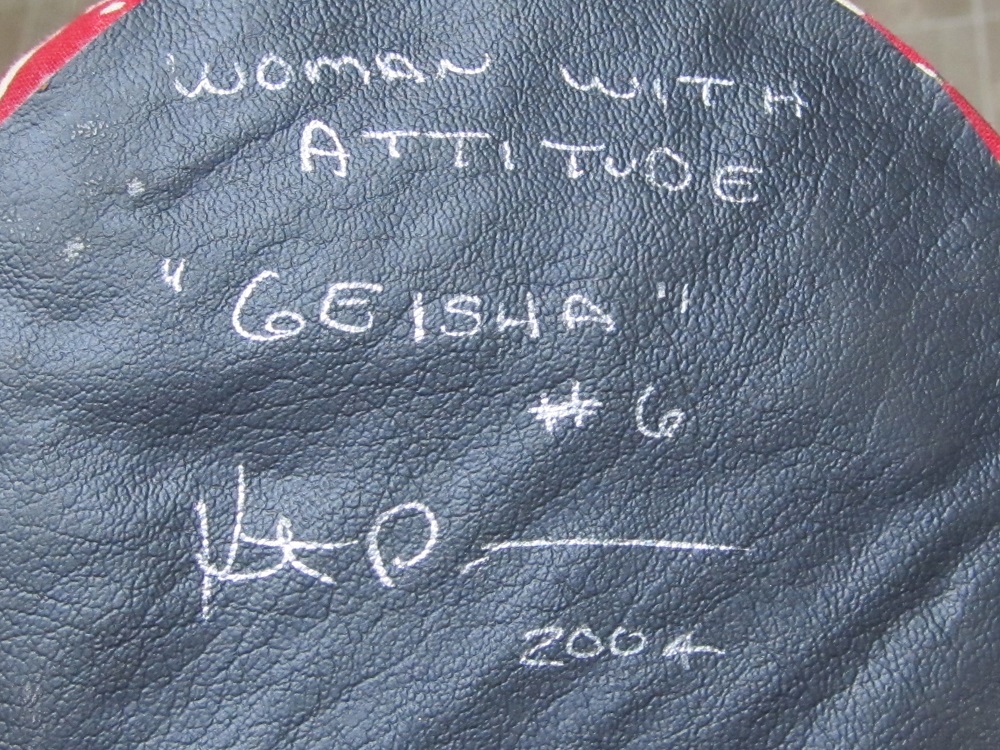 WOMAN WITH
ATTITUDE
"GEISHA"
# 6
2004